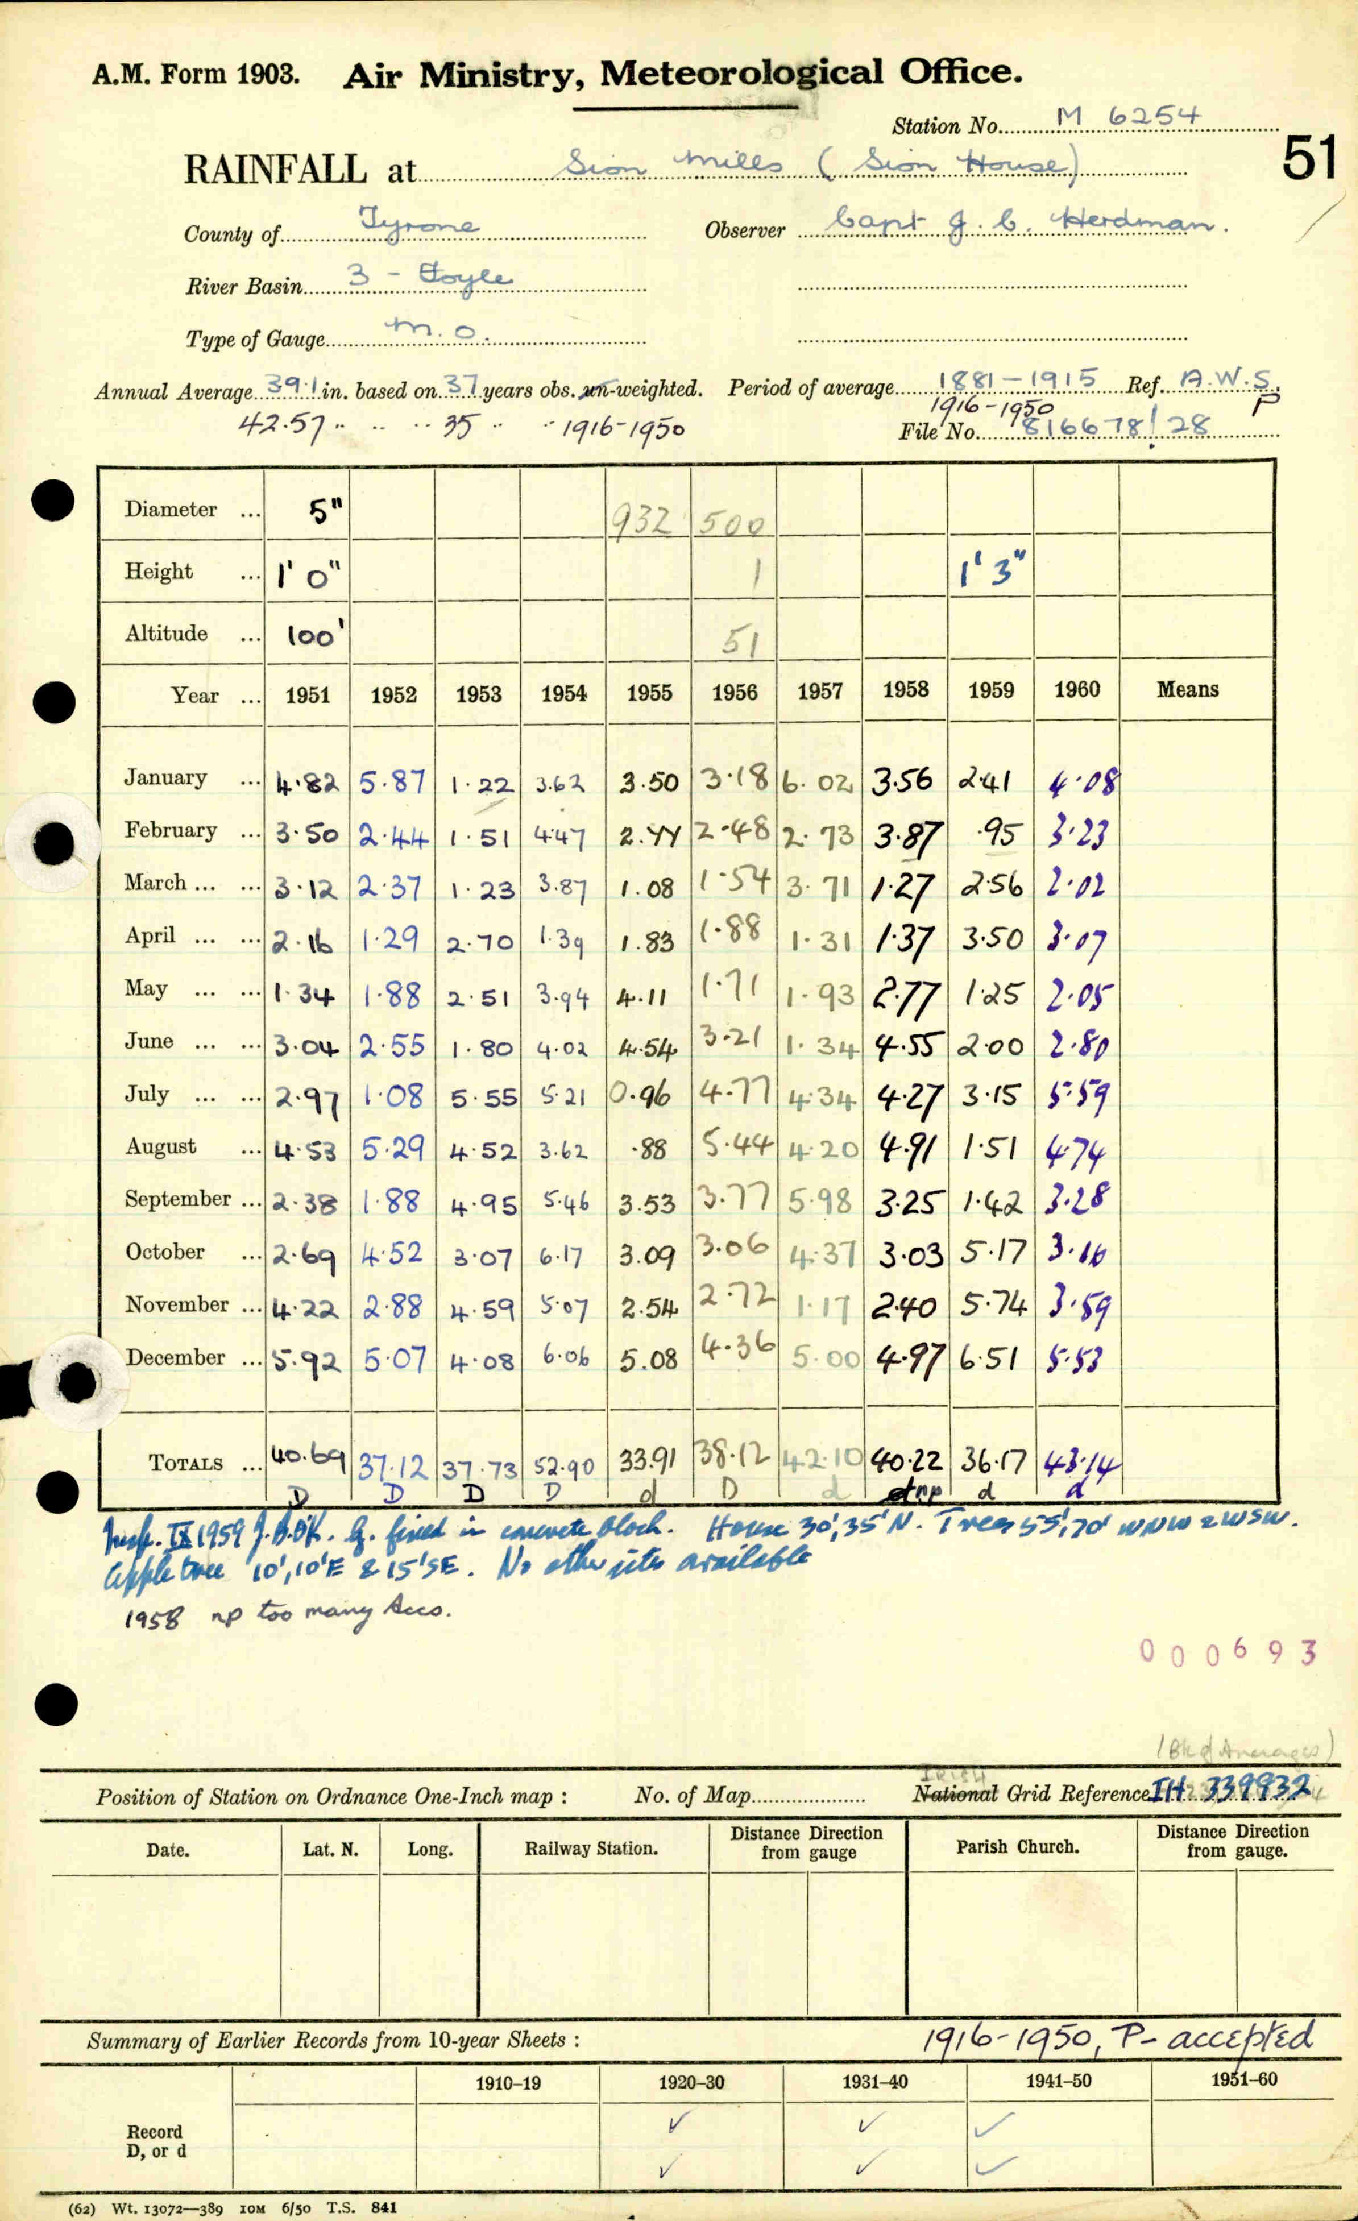 A.M. Form 1903. Air Ministry, Meteorological Office.
Station No. M 6254
51
RAINFALL at Sion Mills (Sion House)
County of Tyrone Observer Capt J. C. Herdman.
River Basin 3 - Foyle
Type of Gauge M.O.
Annual Average 39.1 in. based on 37 years obs. un-weighted. Period of average 1881-1915 Ref. A.W.S.
42.57 " " " 35 " " 1916-1950 1916-1950 P
File No. 816678/28
Diameter ... 5" 932 500
Height ... 1' 0" 1 1' 3"
Altitude ... 100' 51
Year ... 1951 1952 1953 1954 1955 1956 1957 1958 1959 1960 Means
January ... 4.82 5.87 1.22 3.62 3.50 3.18 6.02 3.56 2.41 4.08
February ... 3.50 2.44 1.51 4.47 2.77 2.48 2.73 3.87 .95 3.23
March ... ... 3.12 2.37 1.23 3.87 1.08 1.54 3.71 1.27 2.56 2.02
April ... ... 2.16 1.29 2.70 1.39 1.83 1.88 1.31 1.37 3.50 3.07
May ... ... 1.34 1.88 2.51 3.94 4.11 1.71 1.93 2.77 1.25 2.05
June ... ... 3.04 2.55 1.80 4.02 4.54 3.21 1.34 4.55 2.00 2.80
July ... ... 2.97 1.08 5.55 5.21 0.96 4.77 4.34 4.27 3.15 5.59
August ... 4.53 5.29 4.52 3.62 .88 5.44 4.20 4.91 1.51 4.74
September ... 2.38 1.88 4.95 5.46 3.53 3.77 5.98 3.25 1.42 3.28
October ... 2.69 4.52 3.07 6.17 3.09 3.06 4.37 3.03 5.17 3.16
November ... 4.22 2.88 4.59 5.07 2.54 2.72 1.17 2.40 5.74 3.59
December ... 5.92 5.07 4.08 6.06 5.08 4.36 5.00 4.97 6.51 5.53
TOTALS ... 40.69 37.12 37.73 52.90 33.91 38.12 42.10 40.22 36.17 43.14
D D D D d D d d np d d
Insp. IX 1959 J.B.OK. G. fixed in concrete block. House 30', 35' N. Trees 55', 70' WNW & WSW.
Apple tree 10', 10'E & 15'SE. No other site available
1958 np too many Accs.
000693
(Bk of Averages)
Irish
Position of Station on Ordnance One-Inch map : No. of Map National Grid Reference IH 339932
Date. Lat. N. Long. Railway Station. Distance from gauge Direction Parish Church. Distance from gauge. Direction
Summary of Earlier Records from 10-year Sheets : 1916-1950, P- accepted
1910–19 1920–30 1931–40 1941–50 1951–60
Record ✓ ✓ ✓
D, or d ✓ ✓ ✓
(62) Wt. 13072—389 10M 6/50 T.S. 841